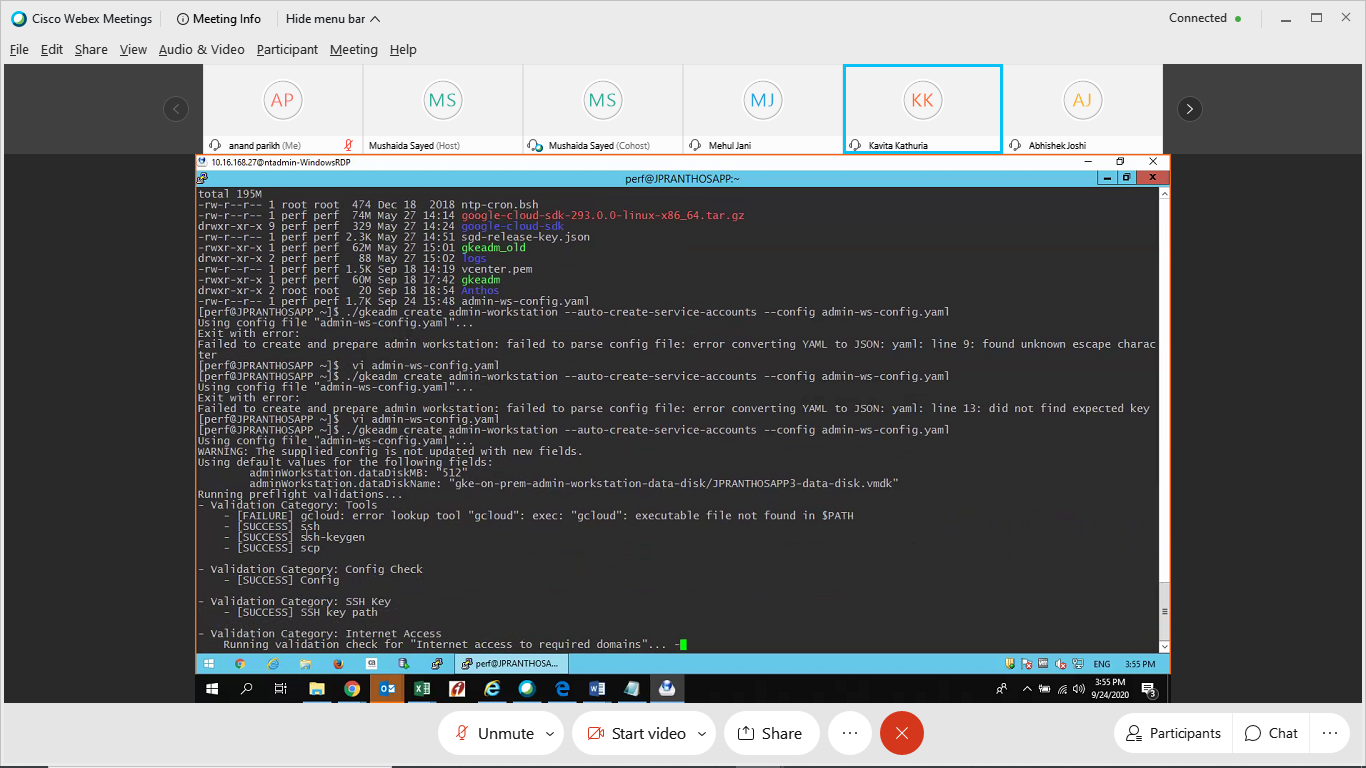 Cisco Webex Meetings
Meeting Info
Hide menu bar
Connected
File Edit Share View Audio & Video Participant Meeting Help
AP MS MS MJ KK AJ
anand parikh (Me) Mushaida Sayed (Host) Mushaida Sayed (Cohost) Mehul Jani Kavita Kathuria Abhishek Joshi
10.16.168.27@ntadmin-WindowsRDP
perf@JPRANTHOSAPP:~
total 195M
-rw-r--r-- 1 root root 474 Dec 18 2018 ntp-cron.bsh
-rw-r--r-- 1 perf perf 74M May 27 14:14 google-cloud-sdk-293.0.0-linux-x86_64.tar.gz
drwxr-xr-x 9 perf perf 329 May 27 14:24 google-cloud-sdk
-rw-r--r-- 1 perf perf 2.3K May 27 14:51 sgd-release-key.json
-rwxr-xr-x 1 perf perf 62M May 27 15:01 gkeadm_old
drwxr-xr-x 2 perf perf 88 May 27 15:02 logs
-rw-r--r-- 1 perf perf 1.5K Sep 18 14:19 vcenter.pem
-rwxr-xr-x 1 perf perf 60M Sep 18 17:42 gkeadm
drwxr-xr-x 2 root root 20 Sep 18 18:54 Anthos
-rw-r--r-- 1 perf perf 1.7K Sep 24 15:48 admin-ws-config.yaml
[perf@JPRANTHOSAPP ~]$ ./gkeadm create admin-workstation --auto-create-service-accounts --config admin-ws-config.yaml
Using config file "admin-ws-config.yaml"...
Exit with error:
Failed to create and prepare admin workstation: failed to parse config file: error converting YAML to JSON: yaml: line 9: found unknown escape charac
ter
[perf@JPRANTHOSAPP ~]$ vi admin-ws-config.yaml
[perf@JPRANTHOSAPP ~]$ ./gkeadm create admin-workstation --auto-create-service-accounts --config admin-ws-config.yaml
Using config file "admin-ws-config.yaml"...
Exit with error:
Failed to create and prepare admin workstation: failed to parse config file: error converting YAML to JSON: yaml: line 13: did not find expected key
[perf@JPRANTHOSAPP ~]$ vi admin-ws-config.yaml
[perf@JPRANTHOSAPP ~]$ ./gkeadm create admin-workstation --auto-create-service-accounts --config admin-ws-config.yaml
Using config file "admin-ws-config.yaml"...
WARNING: The supplied config is not updated with new fields.
Using default values for the following fields:
adminWorkstation.dataDiskMB: "512"
adminWorkstation.dataDiskName: "gke-on-prem-admin-workstation-data-disk/JPRANTHOSAPP3-data-disk.vmdk"
Running preflight validations...
- Validation Category: Tools
- [FAILURE] gcloud: error lookup tool "gcloud": exec: "gcloud": executable file not found in $PATH
- [SUCCESS] ssh
- [SUCCESS] ssh-keygen
- [SUCCESS] scp
- Validation Category: Config Check
- [SUCCESS] Config
- Validation Category: SSH Key
- [SUCCESS] SSH key path
- Validation Category: Internet Access
Running validation check for "Internet access to required domains"... -
perf@JPRANTHOSA... ENG 3:55 PM
3:55 PM
9/24/2020
3
Unmute Start video Share Participants Chat